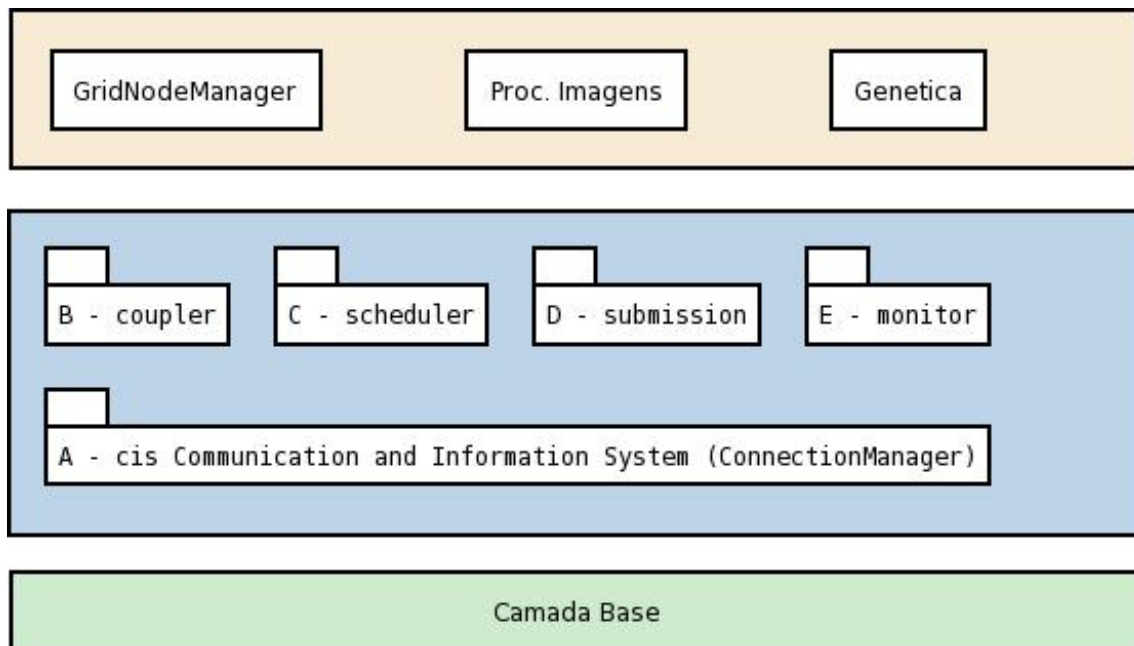 GridNodeManager
Proc. Imagens
Genetica
B - coupler
C - scheduler
D - submission
E - monitor
A - cis Communication and Information System (ConnectionManager)
Camada Base